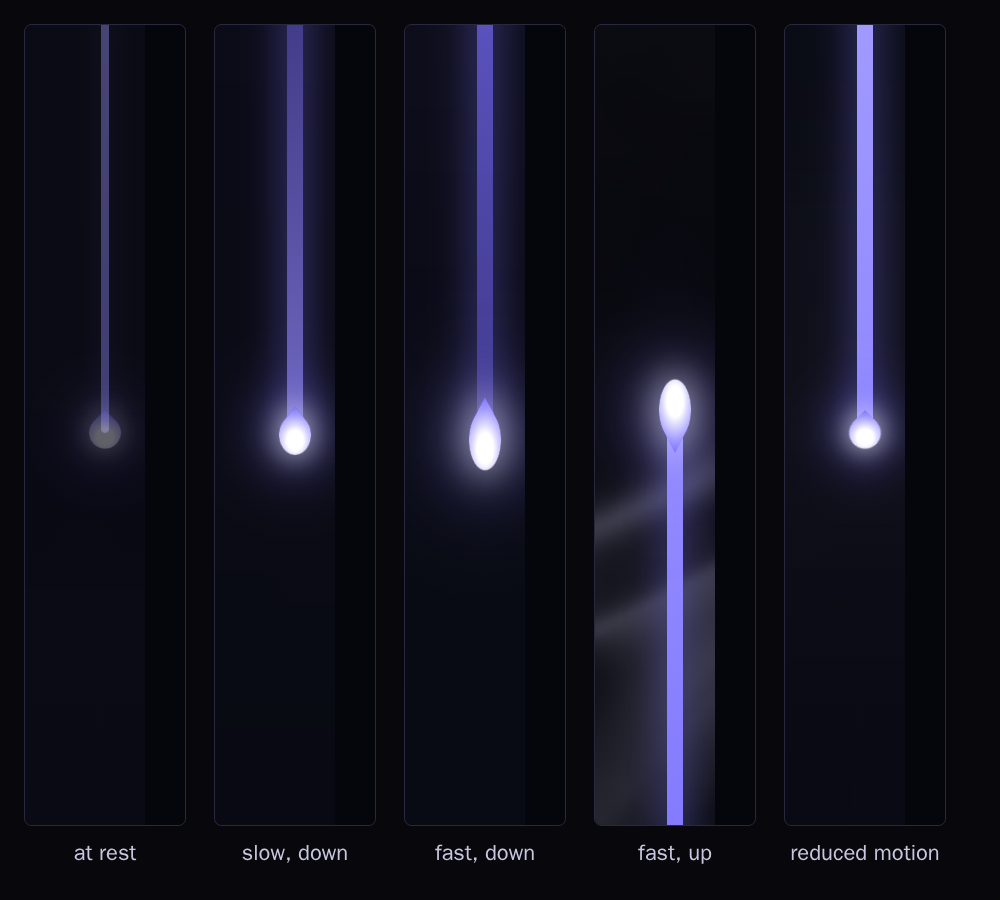 at rest
slow, down
fast, down
fast, up
reduced motion